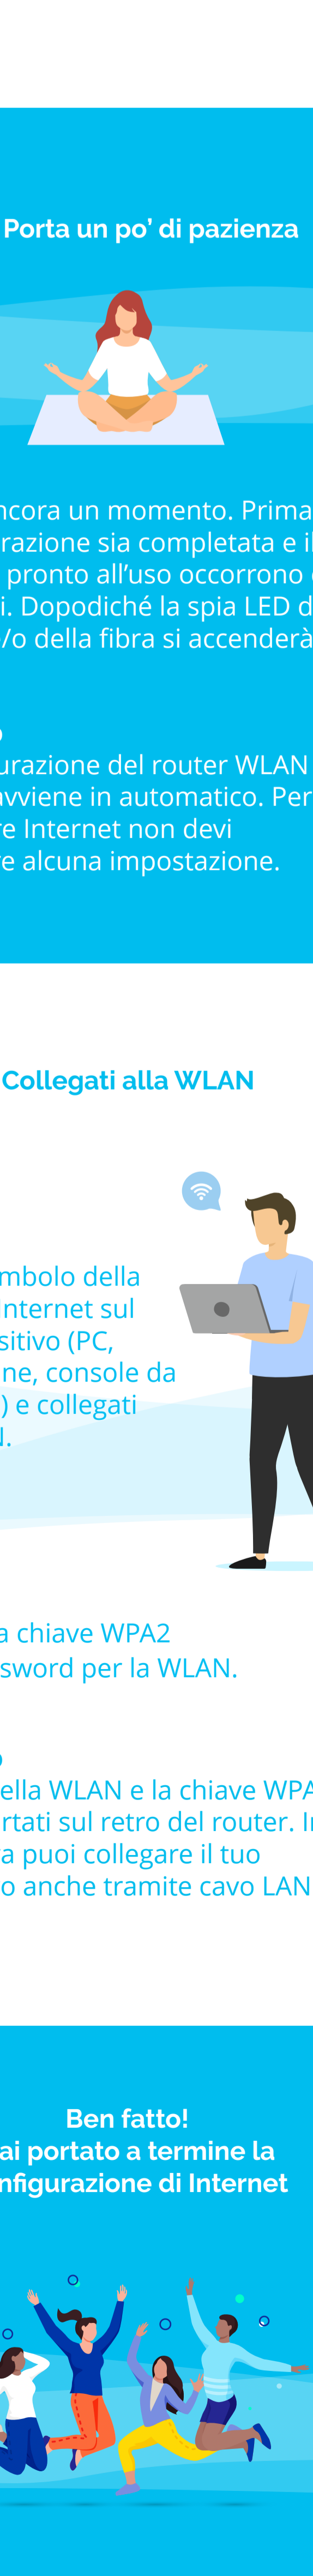 Porta un po’ di pazienza
ncora un momento. Prima
razione sia completata e il
pronto all’uso occorrono
i. Dopodiché la spia LED d
/o della fibra si accenderà
o
urazione del router WLAN
avviene in automatico. Per
re Internet non devi
re alcuna impostazione.
Collegati alla WLAN
mbolo della
Internet sul
sitivo (PC,
ne, console da
) e collegati
N.
a chiave WPA2
sword per la WLAN.
o
ella WLAN e la chiave WPA
rtati sul retro del router. In
a puoi collegare il tuo
o anche tramite cavo LAN
Ben fatto!
ai portato a termine la
nfigurazione di Internet